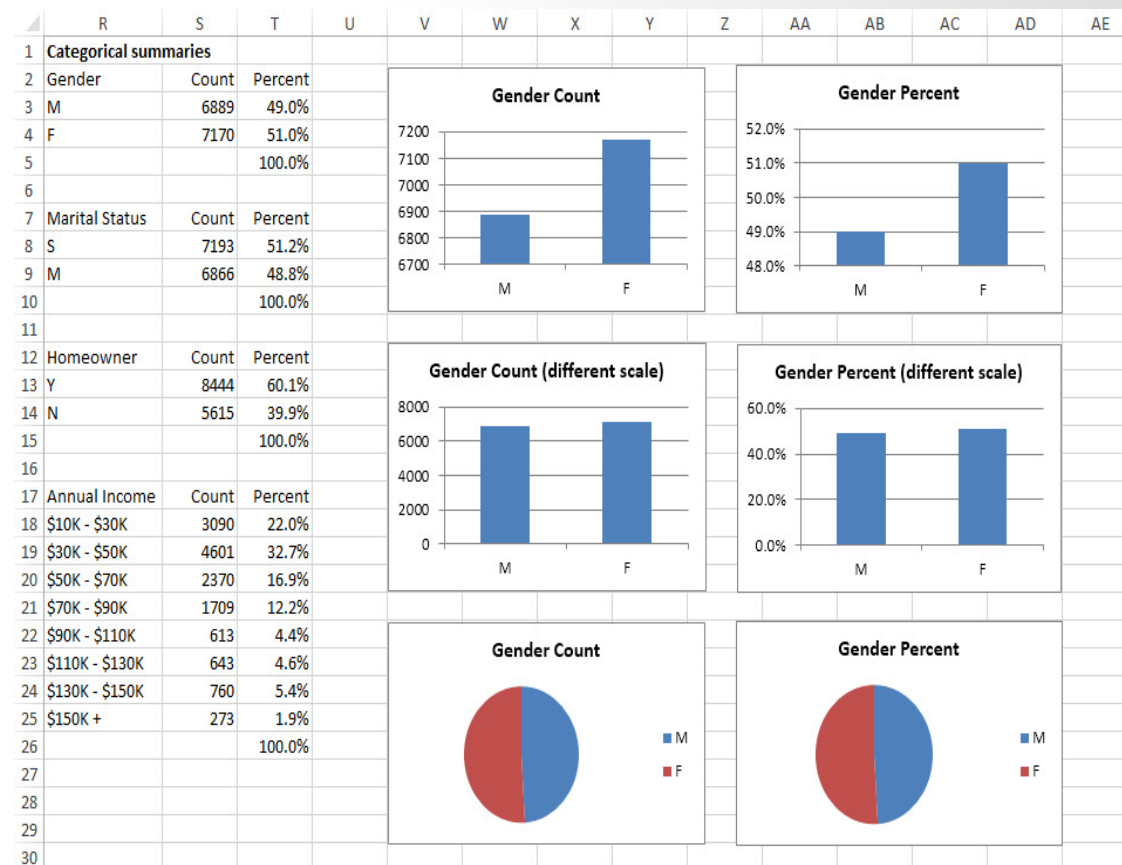 R S T U V W X Y Z AA AB AC AD AE
1 Categorical summaries
2 Gender Count Percent
3 M 6889 49.0%
4 F 7170 51.0%
5 100.0%
6
7 Marital Status Count Percent
8 S 7193 51.2%
9 M 6866 48.8%
10 100.0%
11
12 Homeowner Count Percent
13 Y 8444 60.1%
14 N 5615 39.9%
15 100.0%
16
17 Annual Income Count Percent
18 $10K - $30K 3090 22.0%
19 $30K - $50K 4601 32.7%
20 $50K - $70K 2370 16.9%
21 $70K - $90K 1709 12.2%
22 $90K - $110K 613 4.4%
23 $110K - $130K 643 4.6%
24 $130K - $150K 760 5.4%
25 $150K + 273 1.9%
26 100.0%
27
28
29
30
Gender Count
7200
7100
7000
6900
6800
6700
M F
Gender Percent
52.0%
51.0%
50.0%
49.0%
48.0%
M F
Gender Count (different scale)
8000
6000
4000
2000
0
M F
Gender Percent (different scale)
60.0%
40.0%
20.0%
0.0%
M F
Gender Count
M
F
Gender Percent
M
F